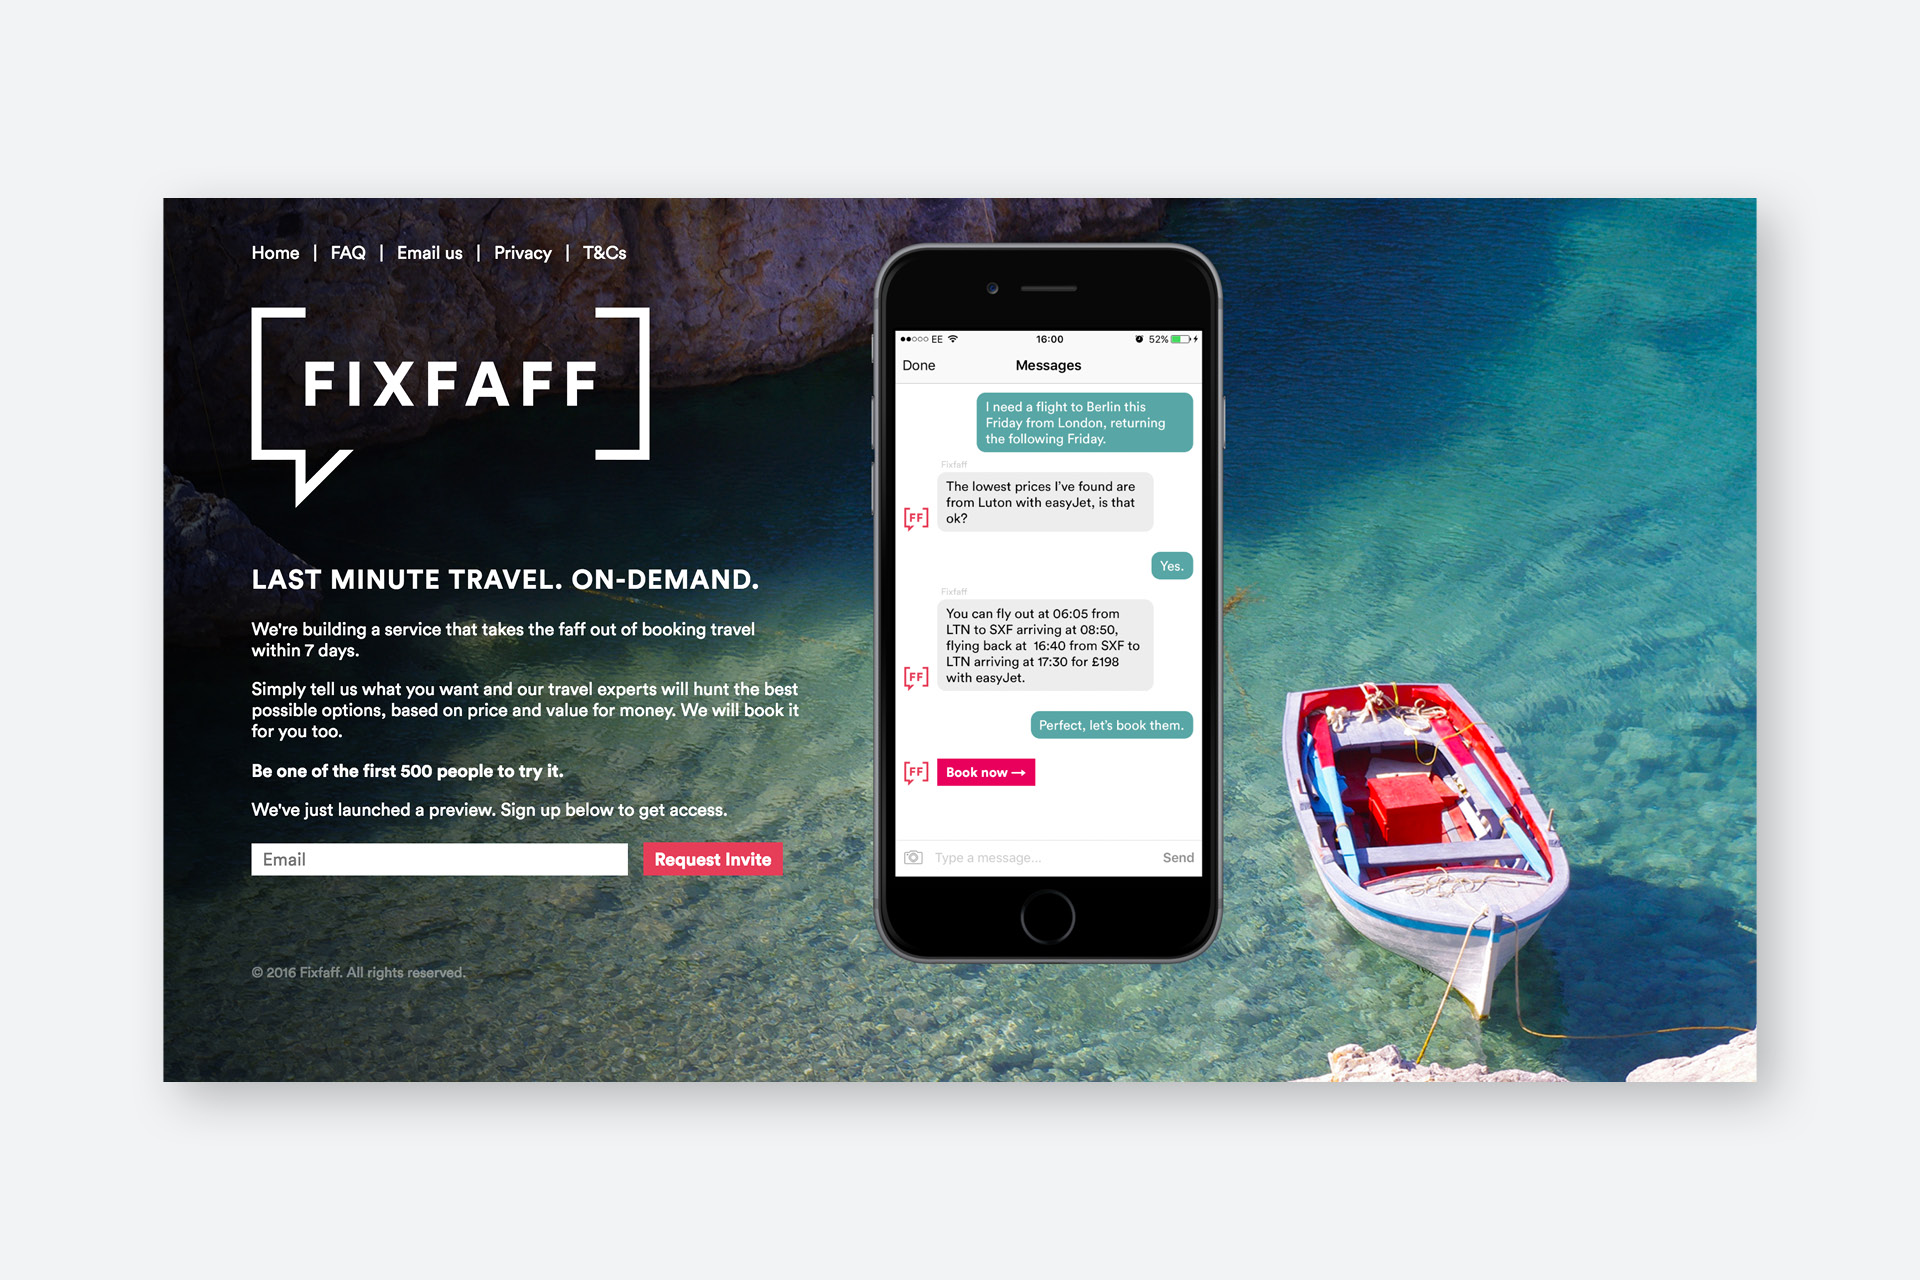 Home | FAQ | Email us | Privacy | T&Cs
FIXFAFF
LAST MINUTE TRAVEL. ON-DEMAND.
We're building a service that takes the faff out of booking travel
within 7 days.
Simply tell us what you want and our travel experts will hunt the best
possible options, based on price and value for money. We will book it
for you too.
Be one of the first 500 people to try it.
We've just launched a preview. Sign up below to get access.
Email
Request Invite
© 2016 Fixfaff. All rights reserved.
EE 16:00 52%
Done Messages
I need a flight to Berlin this
Friday from London, returning
the following Friday.
Fixfaff
The lowest prices I’ve found are
from Luton with easyJet, is that
ok?
FF
Yes.
Fixfaff
You can fly out at 06:05 from
LTN to SXF arriving at 08:50,
flying back at  16:40 from SXF to
LTN arriving at 17:30 for £198
with easyJet.
FF
Perfect, let’s book them.
FF
Book now →
Type a message... Send